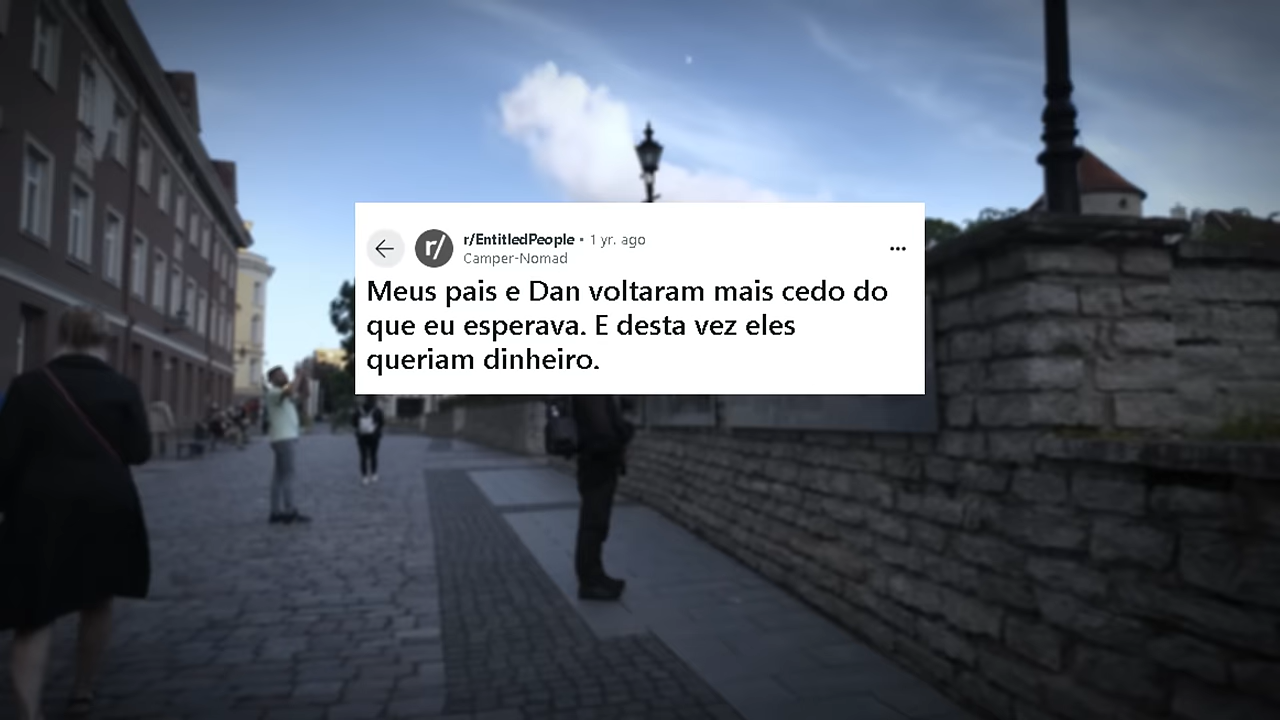 r/EntitledPeople • 1 yr. ago
Camper-Nomad
Meus pais e Dan voltaram mais cedo do
que eu esperava. E desta vez eles
queriam dinheiro.